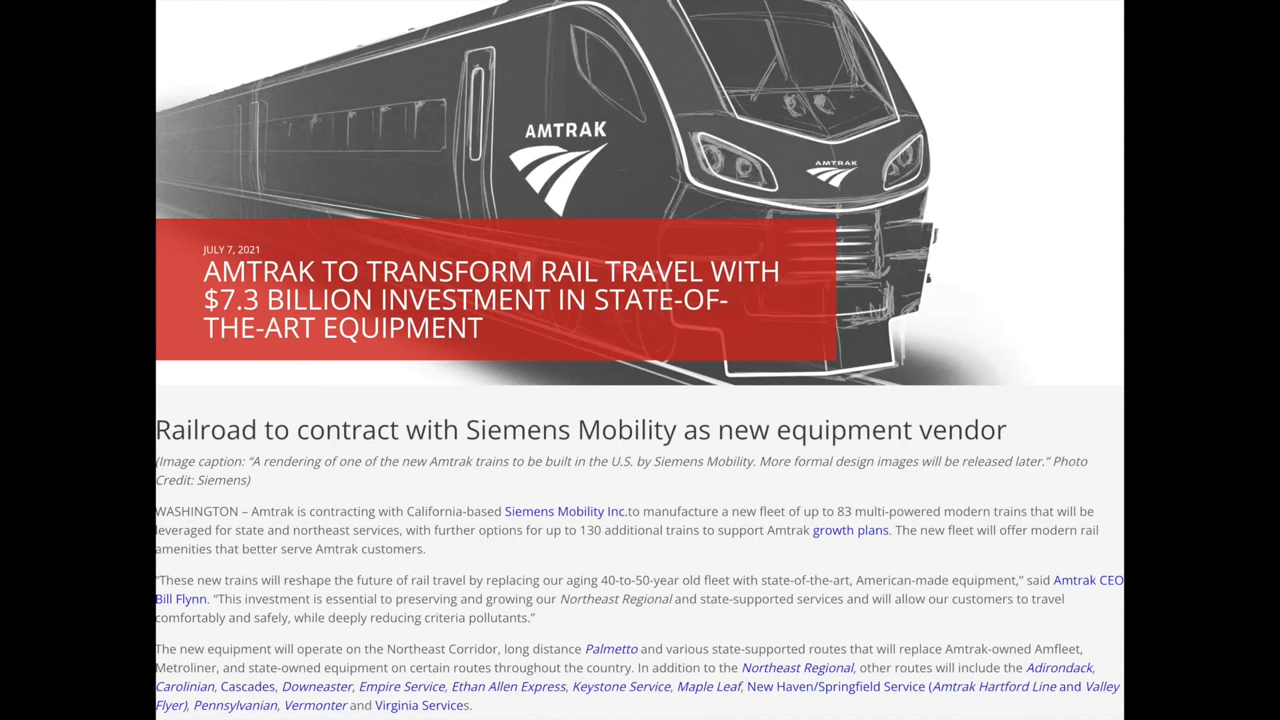 AMTRAK
AMTRAK
JULY 7, 2021
AMTRAK TO TRANSFORM RAIL TRAVEL WITH
$7.3 BILLION INVESTMENT IN STATE-OF-
THE-ART EQUIPMENT
Railroad to contract with Siemens Mobility as new equipment vendor
(Image caption: “A rendering of one of the new Amtrak trains to be built in the U.S. by Siemens Mobility. More formal design images will be released later.” Photo
Credit: Siemens)
WASHINGTON – Amtrak is contracting with California-based Siemens Mobility Inc.to manufacture a new fleet of up to 83 multi-powered modern trains that will be
leveraged for state and northeast services, with further options for up to 130 additional trains to support Amtrak growth plans. The new fleet will offer modern rail
amenities that better serve Amtrak customers.
“These new trains will reshape the future of rail travel by replacing our aging 40-to-50-year old fleet with state-of-the-art, American-made equipment,” said Amtrak CEO
Bill Flynn. “This investment is essential to preserving and growing our Northeast Regional and state-supported services and will allow our customers to travel
comfortably and safely, while deeply reducing criteria pollutants.”
The new equipment will operate on the Northeast Corridor, long distance Palmetto and various state-supported routes that will replace Amtrak-owned Amfleet,
Metroliner, and state-owned equipment on certain routes throughout the country. In addition to the Northeast Regional, other routes will include the Adirondack,
Carolinian, Cascades, Downeaster, Empire Service, Ethan Allen Express, Keystone Service, Maple Leaf, New Haven/Springfield Service (Amtrak Hartford Line and Valley
Flyer), Pennsylvanian, Vermonter and Virginia Services.